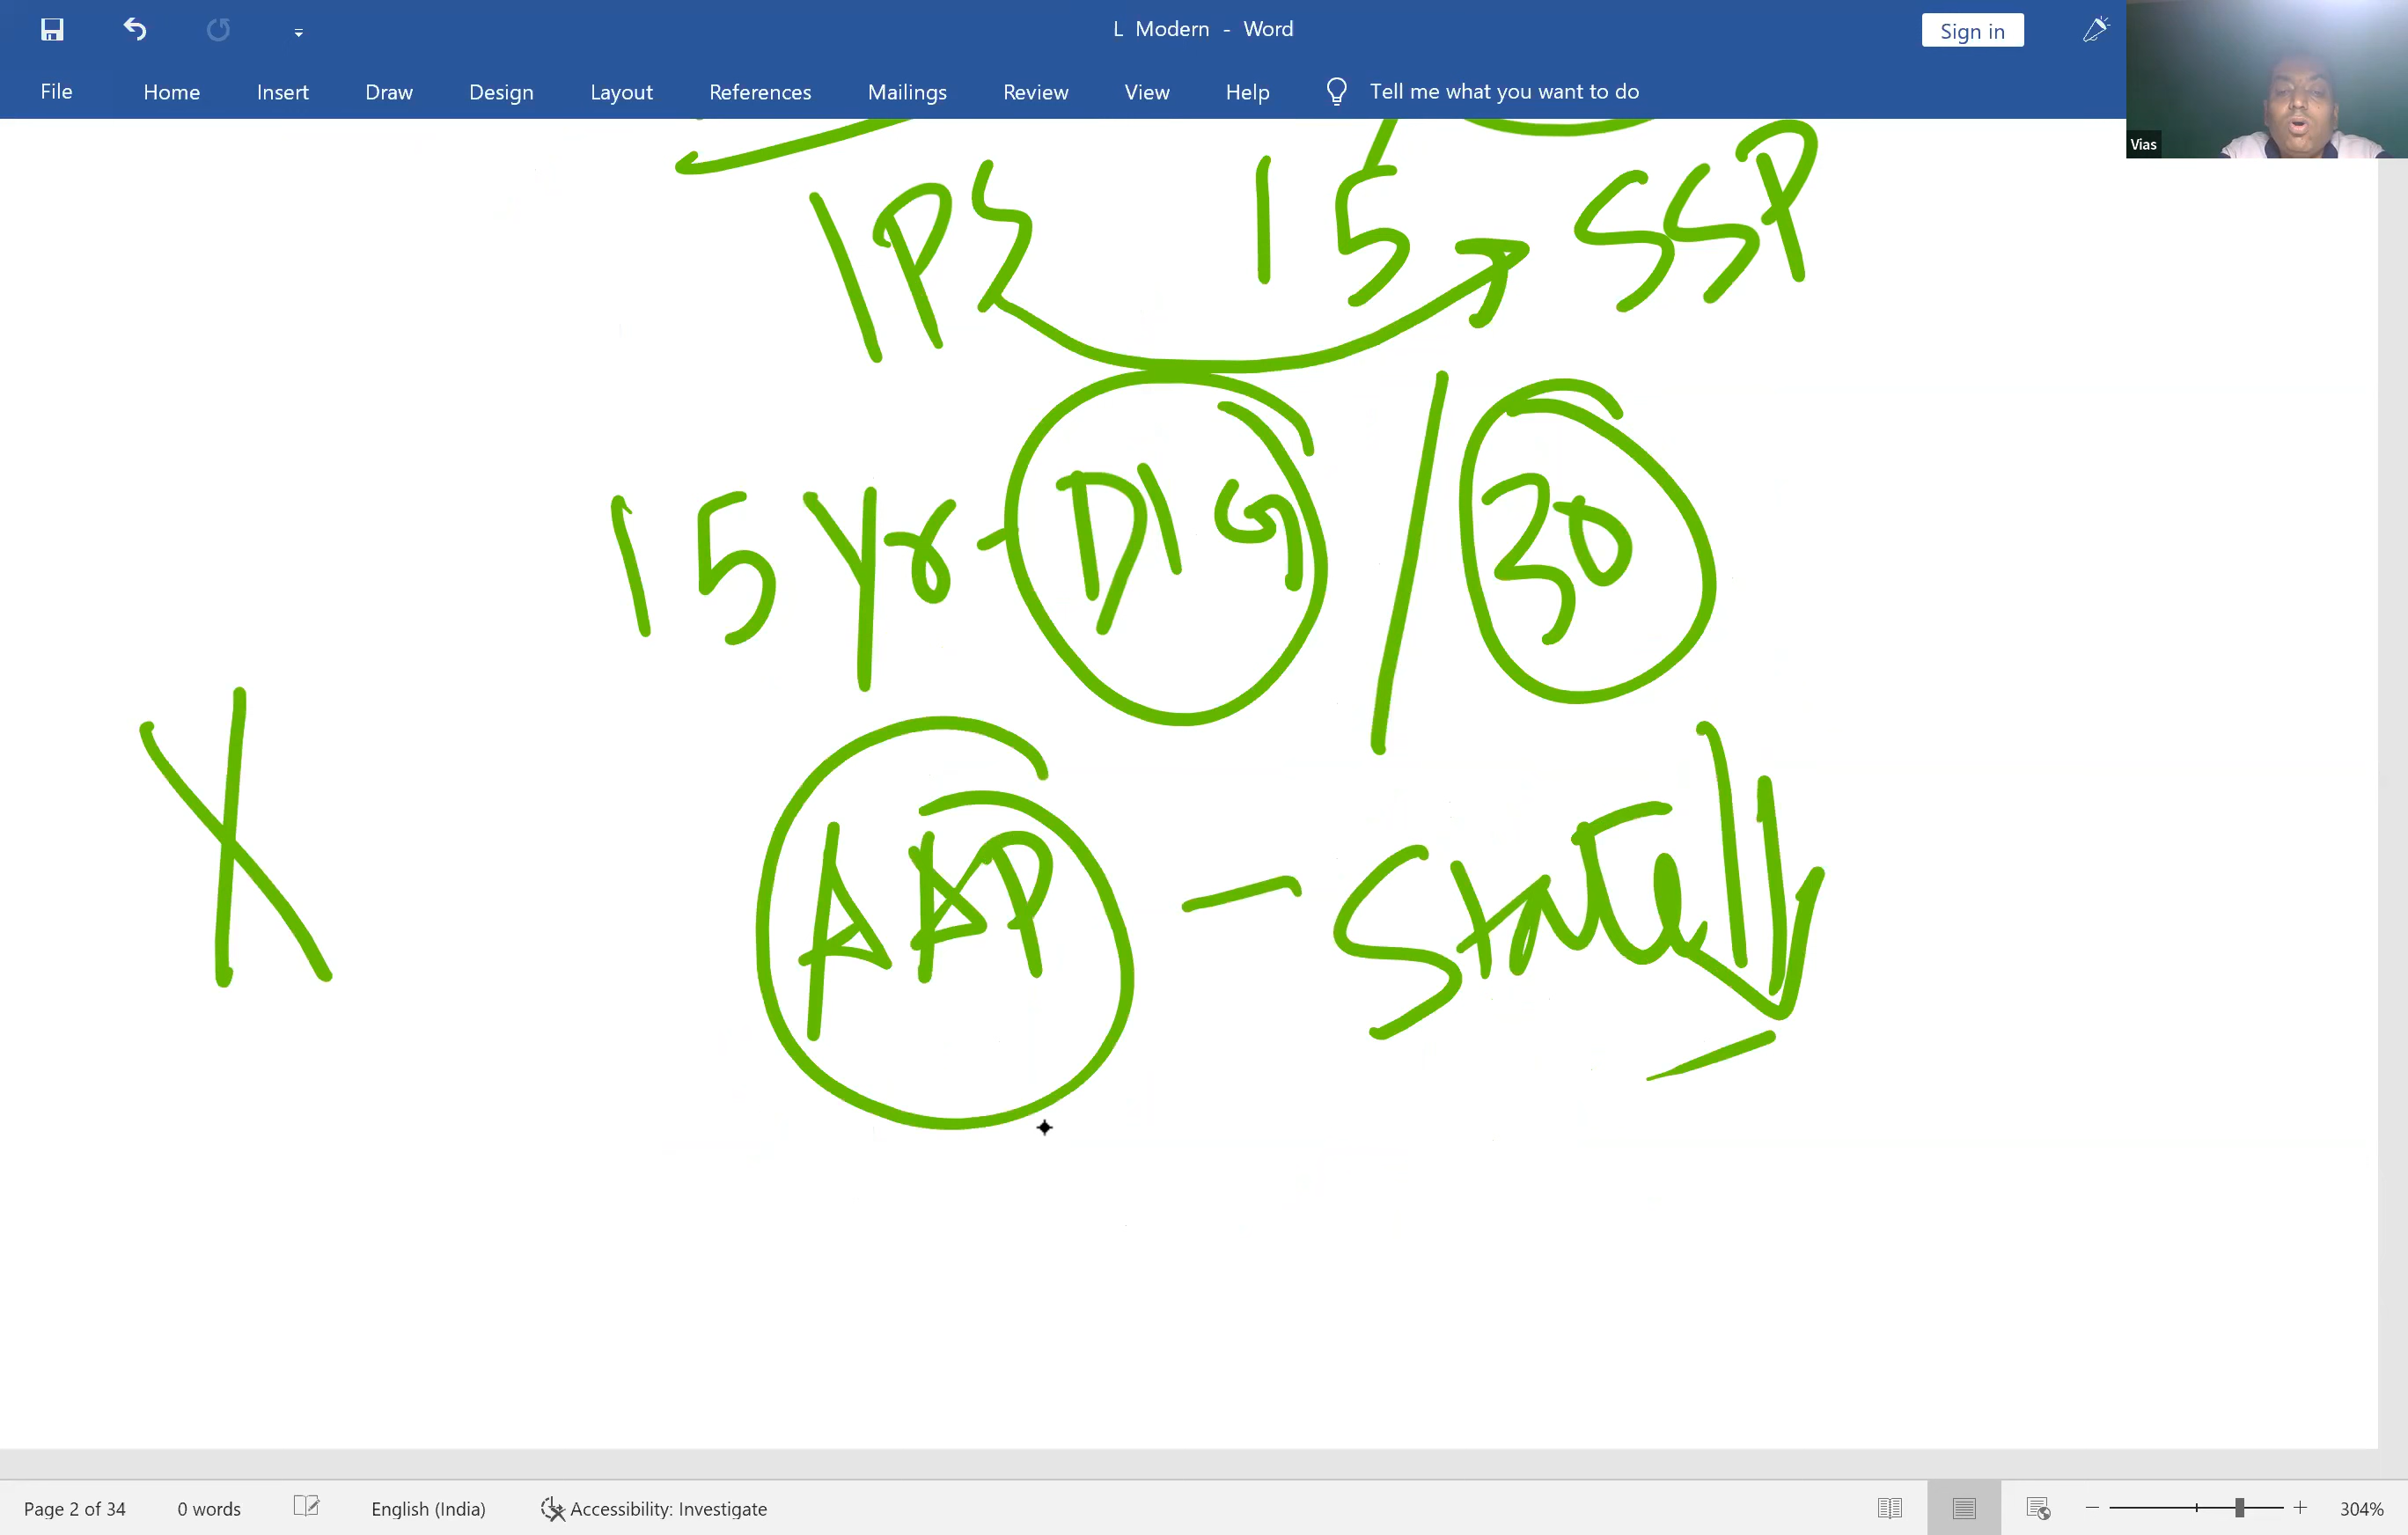 L Modern - Word
Sign in
File Home Insert Draw Design Layout References Mailings Review View Help Tell me what you want to do
Vias
IPS 15 SSP
15 Yr - DIG / 30
X
AAP - State
Page 2 of 34 0 words English (India) Accessibility: Investigate 304%